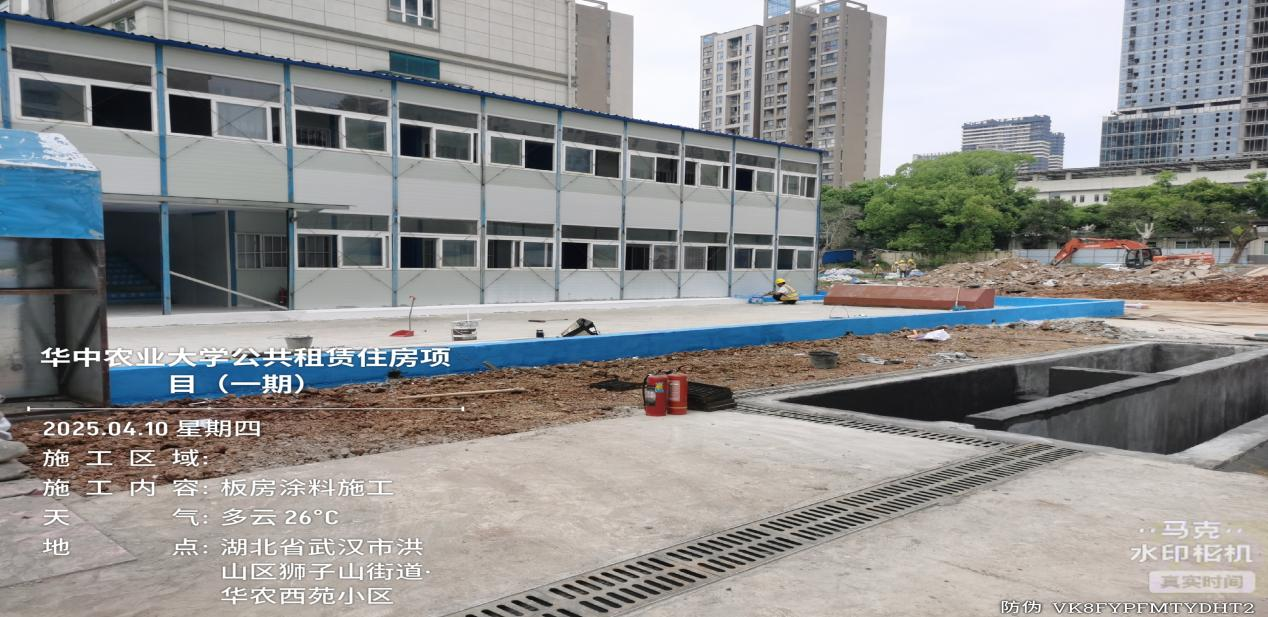 华中农业大学公共租赁住房项
目（一期）
2025.04.10 星期四
施工区域:
施工内容: 板房涂料施工
天气: 多云 26°C
地点: 湖北省武汉市洪
山区狮子山街道·
华农西苑小区
马克
水印相机
真实时间
防伪 VK8FYPFMTYDHT2